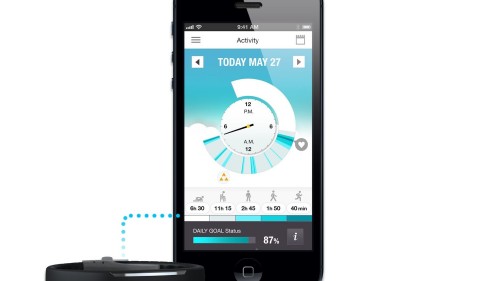 9:41 AM
Activity
TODAY MAY 27
12
P.M.
6 6
A.M.
12
6h 30 11h 15 2h 45 1h 50 40 min
DAILY GOAL Status
87% i